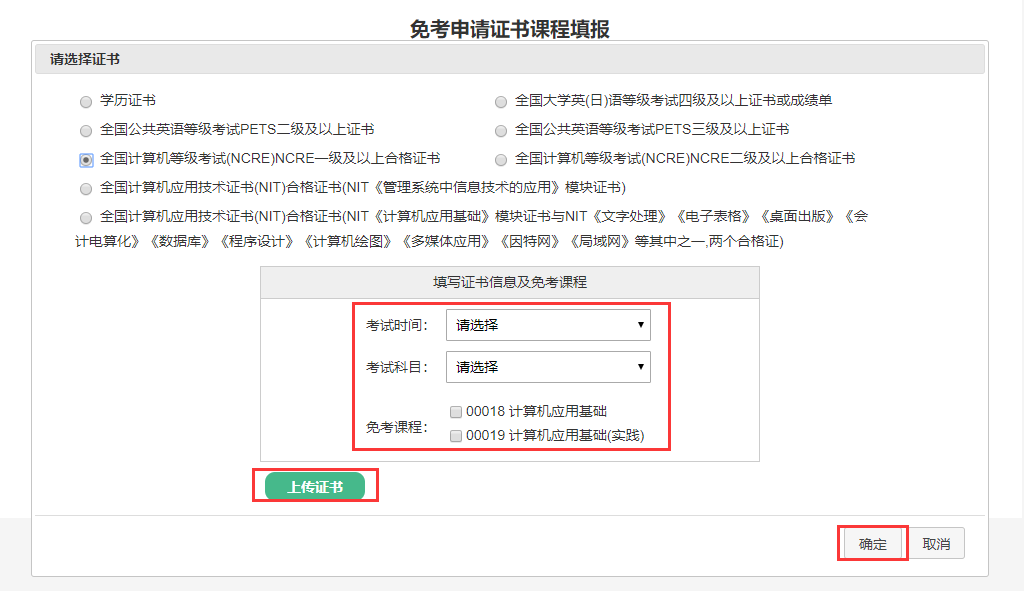 免考申请证书课程填报
请选择证书
学历证书
全国大学英(日)语等级考试四级及以上证书或成绩单
全国公共英语等级考试PETS二级及以上证书
全国公共英语等级考试PETS三级及以上证书
全国计算机等级考试(NCRE)NCRE一级及以上合格证书
全国计算机等级考试(NCRE)NCRE二级及以上合格证书
全国计算机应用技术证书(NIT)合格证书(NIT《管理系统中信息技术的应用》模块证书)
全国计算机应用技术证书(NIT)合格证书(NIT《计算机应用基础》模块证书与NIT《文字处理》《电子表格》《桌面出版》《会
计电算化》《数据库》《程序设计》《计算机绘图》《多媒体应用》《因特网》《局域网》等其中之一,两个合格证)
填写证书信息及免考课程
考试时间: 请选择
考试科目: 请选择
免考课程:
00018 计算机应用基础
00019 计算机应用基础(实践)
上传证书
确定 取消